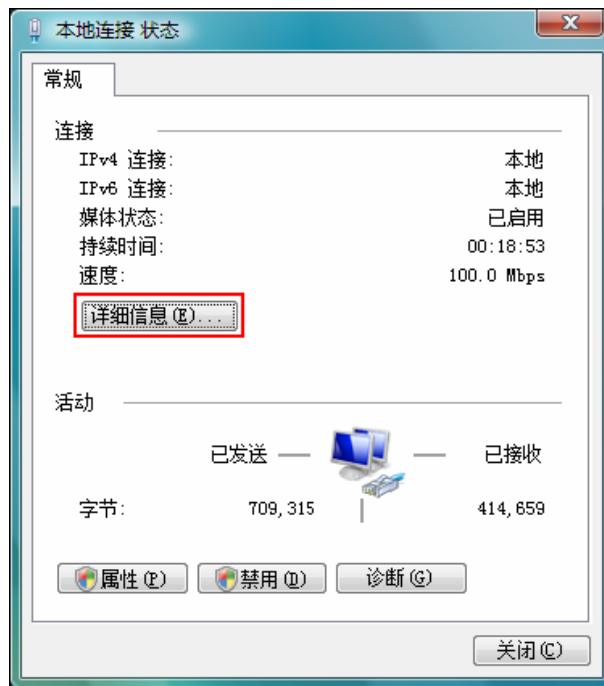 本地连接 状态
常规
连接
IPv4 连接: 本地
IPv6 连接: 本地
媒体状态: 已启用
持续时间: 00:18:53
速度: 100.0 Mbps
详细信息(E)...
活动
已发送 — — 已接收
字节: 709,315 414,659
属性(P) 禁用(D) 诊断(G)
关闭(C)